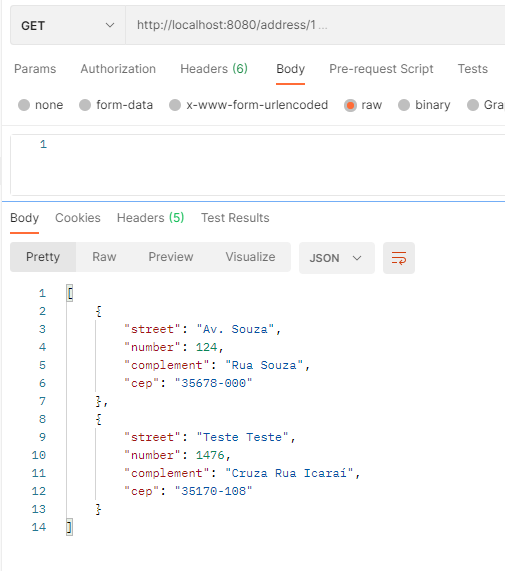 GET http://localhost:8080/address/1 ...
Params Authorization Headers (6) Body Pre-request Script Tests
none form-data x-www-form-urlencoded raw binary Gra
1
Body Cookies Headers (5) Test Results
Pretty Raw Preview Visualize JSON
1 [
2 {
3 "street": "Av. Souza",
4 "number": 124,
5 "complement": "Rua Souza",
6 "cep": "35678-000"
7 },
8 {
9 "street": "Teste Teste",
10 "number": 1476,
11 "complement": "Cruza Rua Icaraí",
12 "cep": "35170-108"
13 }
14 ]